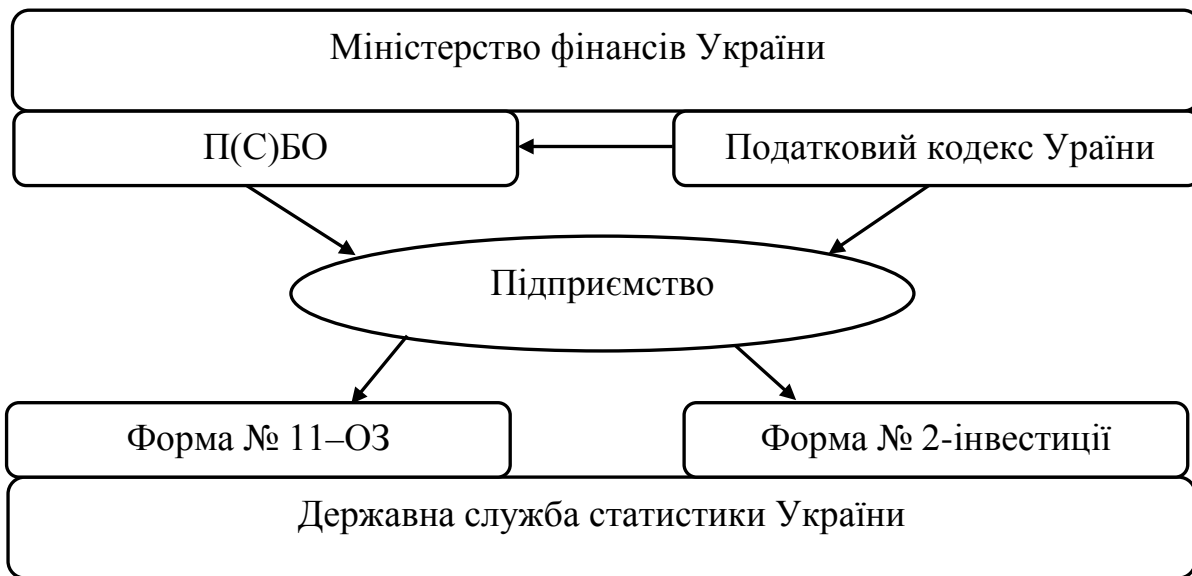 Міністерство фінансів України
П(С)БО
Податковий кодекс Ураїни
Підприємство
Форма № 11–ОЗ
Форма № 2-інвестиції
Державна служба статистики України